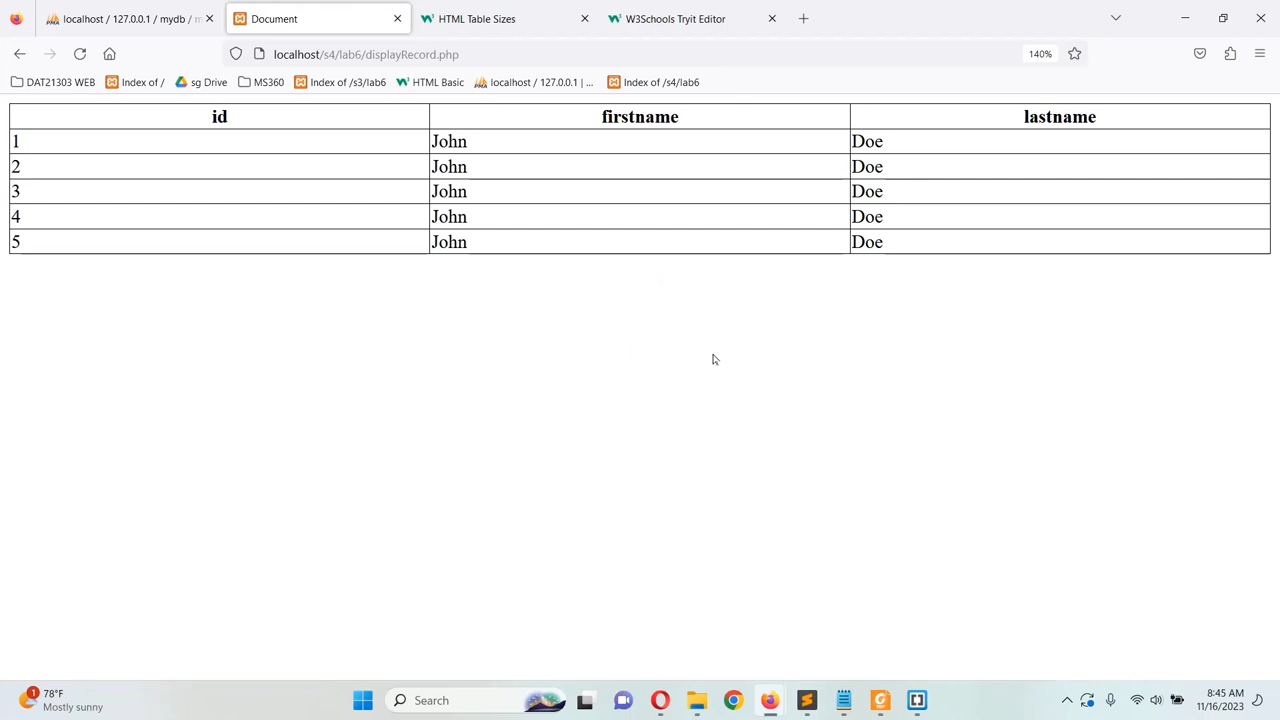 localhost / 127.0.0.1 / mydb / m
Document
HTML Table Sizes
W3Schools Tryit Editor
localhost/s4/lab6/displayRecord.php
140%
DAT21303 WEB
Index of /
sg Drive
MS360
Index of /s3/lab6
HTML Basic
localhost / 127.0.0.1 | ...
Index of /s4/lab6
id firstname lastname
1 John Doe
2 John Doe
3 John Doe
4 John Doe
5 John Doe
1
78°F
Mostly sunny
Search
8:45 AM
11/16/2023